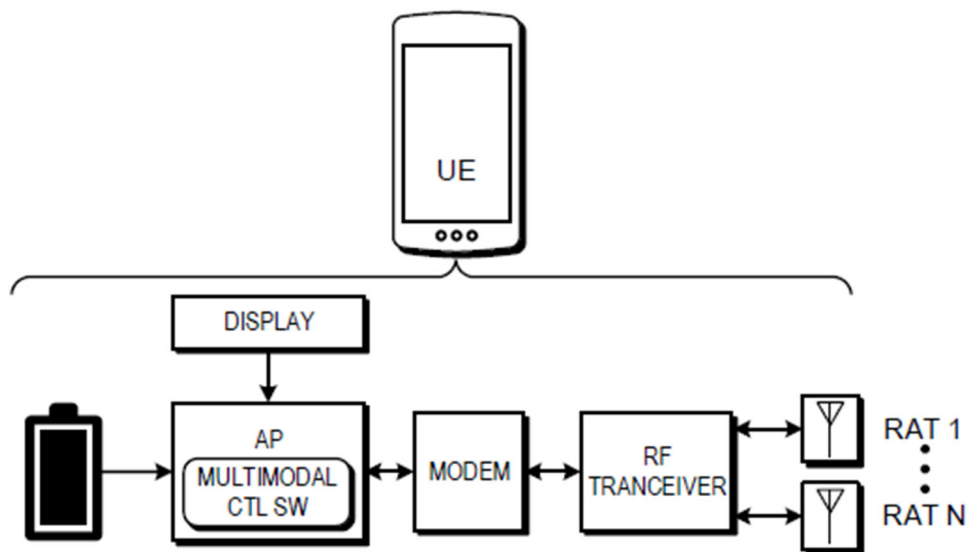 UE
DISPLAY
AP
MULTIMODAL
CTL SW
MODEM
RF
TRANCEIVER
RAT 1
RAT N